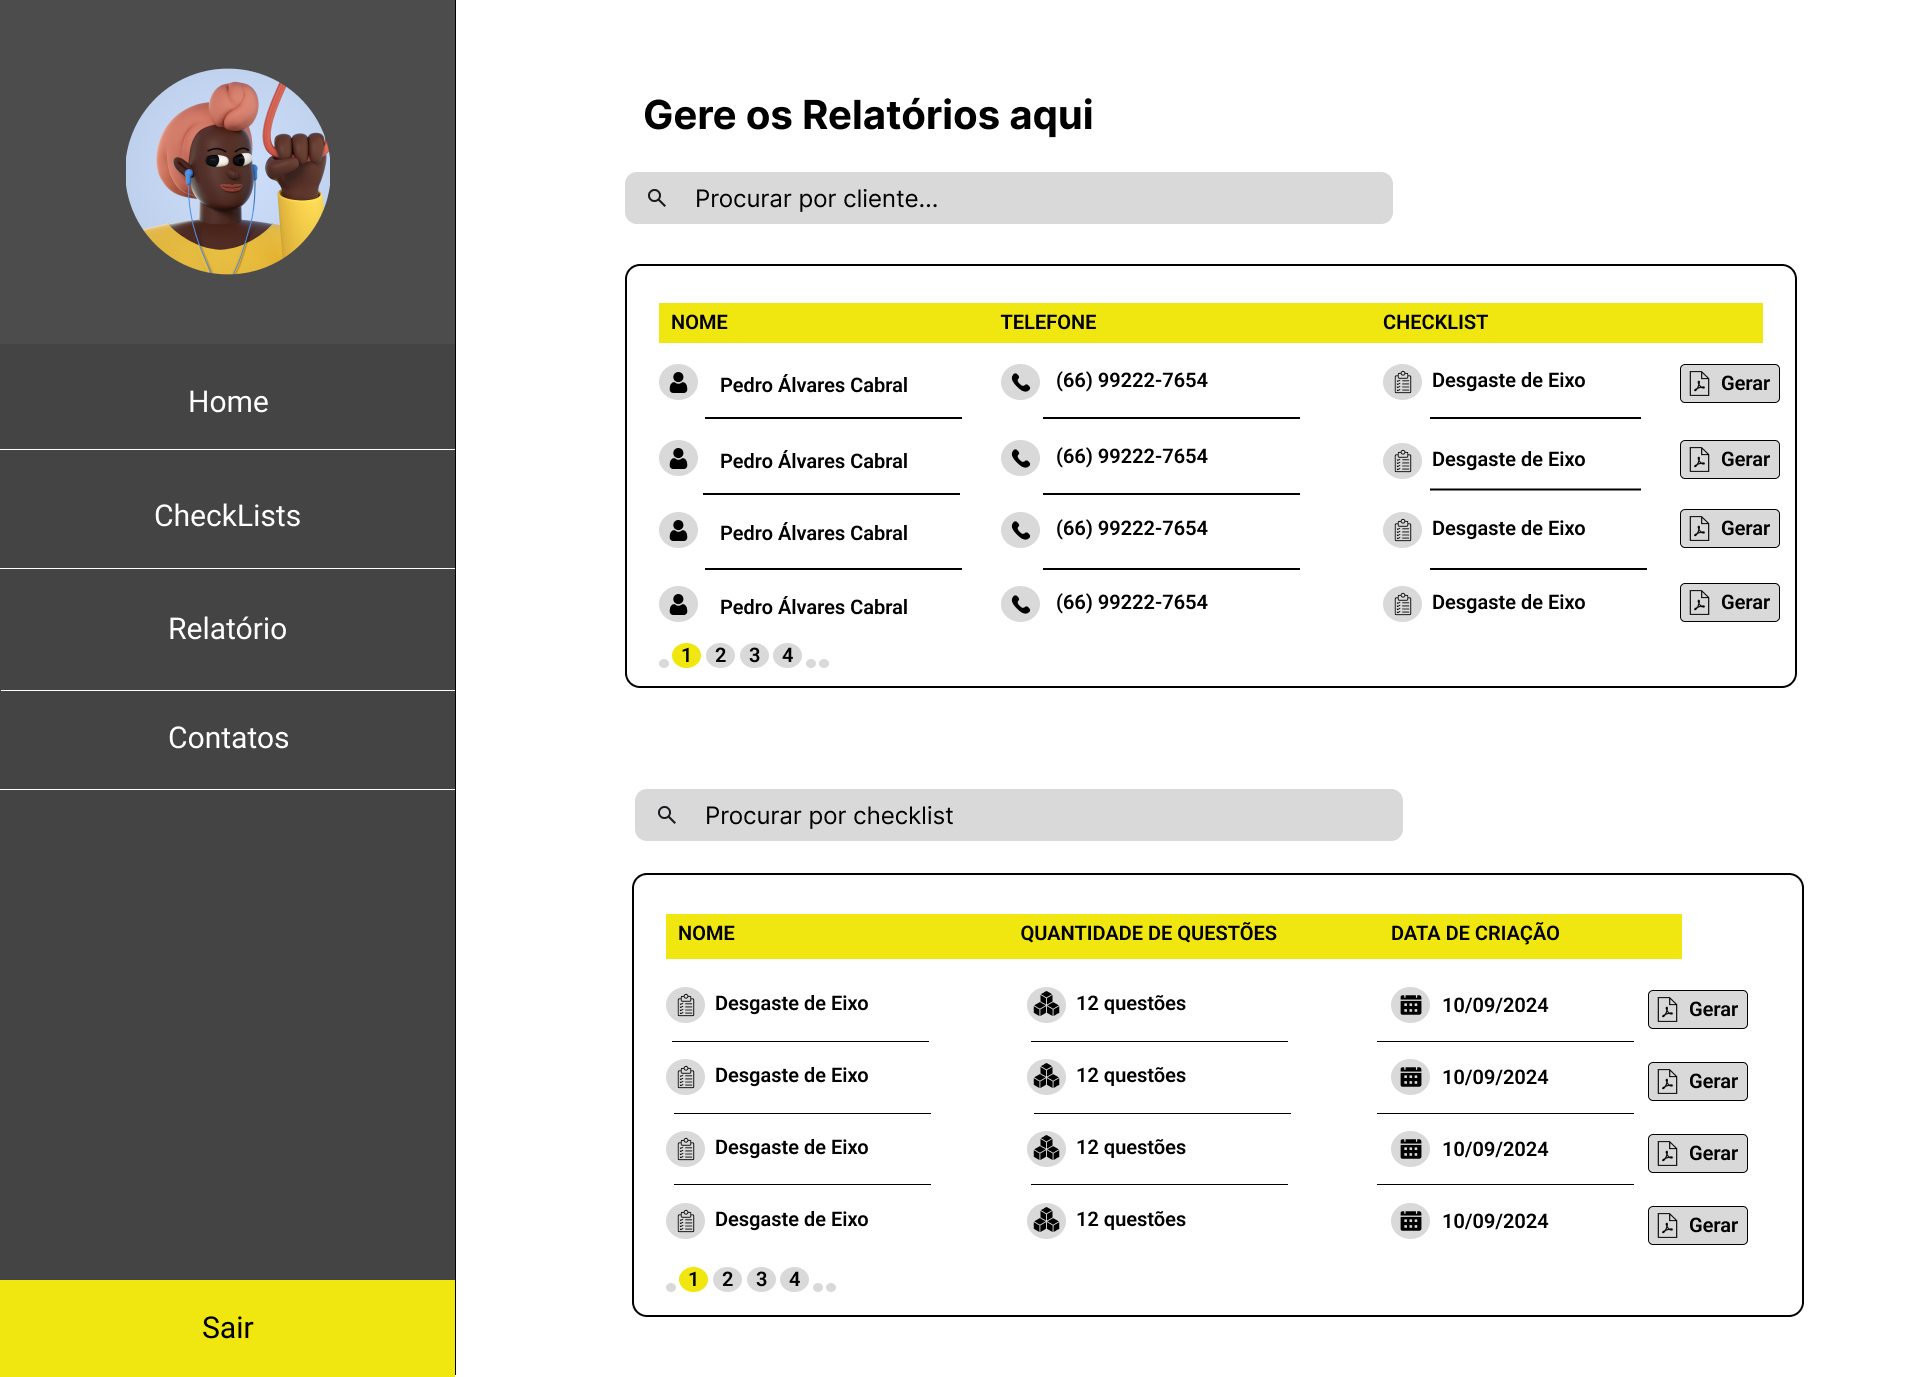 Home
CheckLists
Relatório
Contatos
Sair
Gere os Relatórios aqui
Procurar por cliente...
NOME TELEFONE CHECKLIST
Pedro Álvares Cabral (66) 99222-7654 Desgaste de Eixo Gerar
Pedro Álvares Cabral (66) 99222-7654 Desgaste de Eixo Gerar
Pedro Álvares Cabral (66) 99222-7654 Desgaste de Eixo Gerar
Pedro Álvares Cabral (66) 99222-7654 Desgaste de Eixo Gerar
1 2 3 4
Procurar por checklist
NOME QUANTIDADE DE QUESTÕES DATA DE CRIAÇÃO
Desgaste de Eixo 12 questões 10/09/2024 Gerar
Desgaste de Eixo 12 questões 10/09/2024 Gerar
Desgaste de Eixo 12 questões 10/09/2024 Gerar
Desgaste de Eixo 12 questões 10/09/2024 Gerar
1 2 3 4